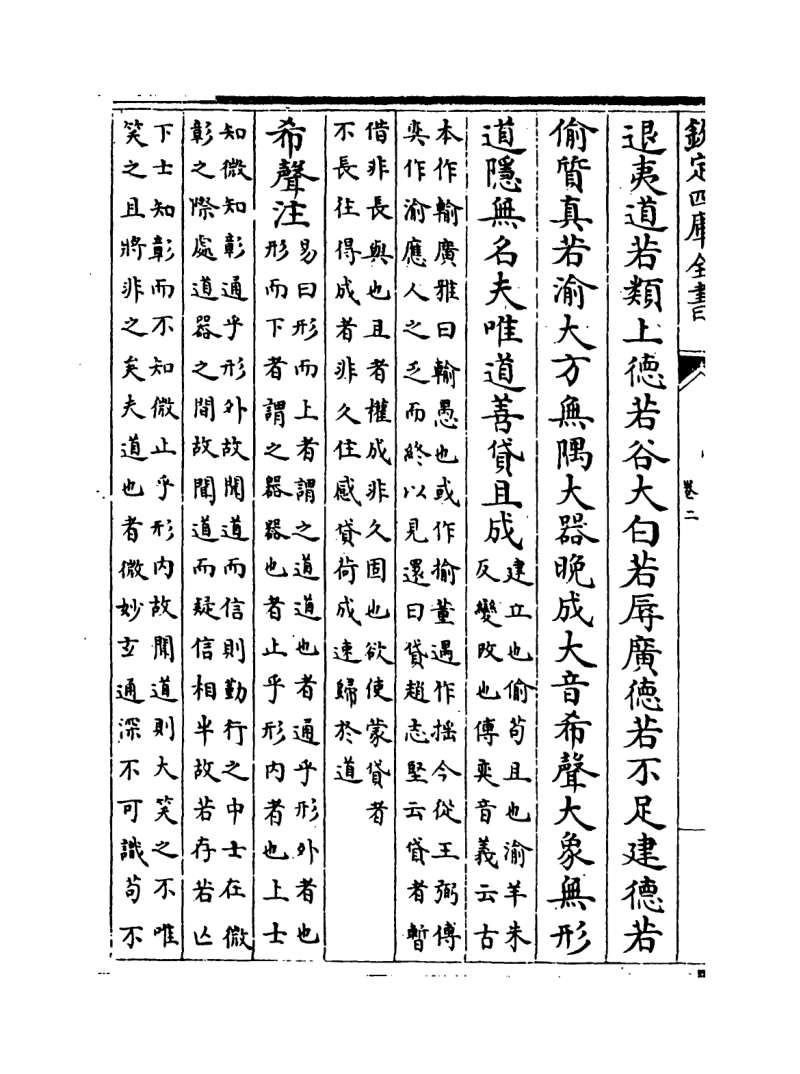 欽定四庫全書
卷二
退夷道若類上德若谷大白若辱廣德若不足建德若
偷質真若渝大方無隅大器晚成大音希聲大象無形
道隱無名夫唯道善貸且成
建立也偷苟且也渝羊朱
反變改也傅奕音義云古
本作輸廣雅曰輸愚也或作揄董遇作揺今從王弼傅
奕作渝應人之乏而終以見還曰貸趙志堅云貸者暫
借非長與也且者權成非久固也欲使蒙貸者
不長往得成者非久住感貸荷成速歸於道
希聲注
易曰形而上者謂之道道也者通乎形外者也
形而下者謂之器器也者止乎形内者也上士
知微知彰通乎形外故聞道而信則勤行之中士在微
彰之際處道器之間故聞道而疑信相半故若存若亡
下士知彰而不知微止乎形内故聞道則大笑之不唯
笑之且將非之矣夫道也者微妙玄通深不可識苟不